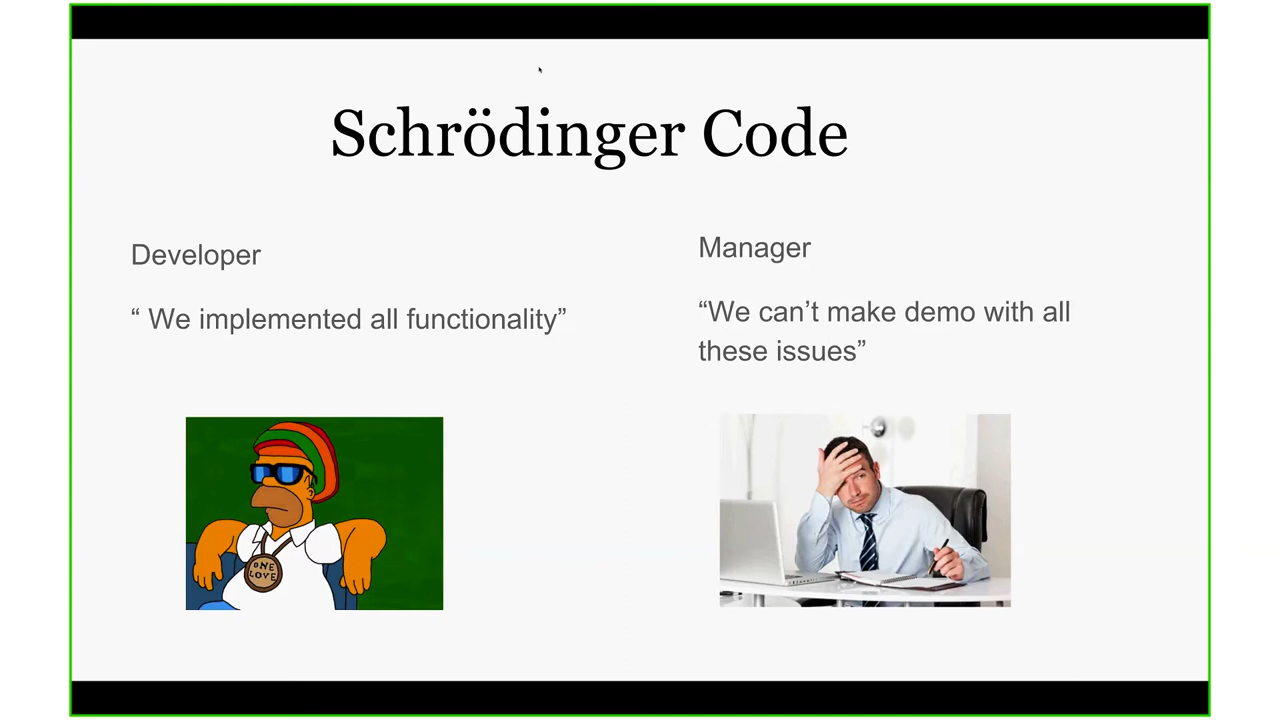 Schrödinger Code
Developer
“ We implemented all functionality”
Manager
“We can’t make demo with all
these issues”
ONE
LOVE